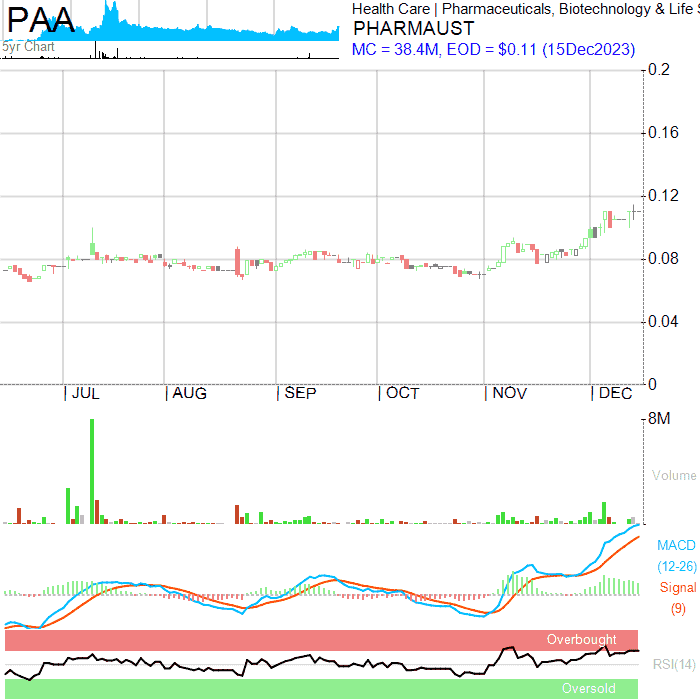 PAA
5yr Chart
Health Care | Pharmaceuticals, Biotechnology & Life S
PHARMAUST
MC = 38.4M, EOD = $0.11 (15Dec2023)
0.2
0.16
0.12
0.08
0.04
0
| JUL | AUG | SEP | OCT | NOV | DEC
8M
Volume
MACD
(12-26)
Signal
(9)
Overbought
RSI(14)
Oversold